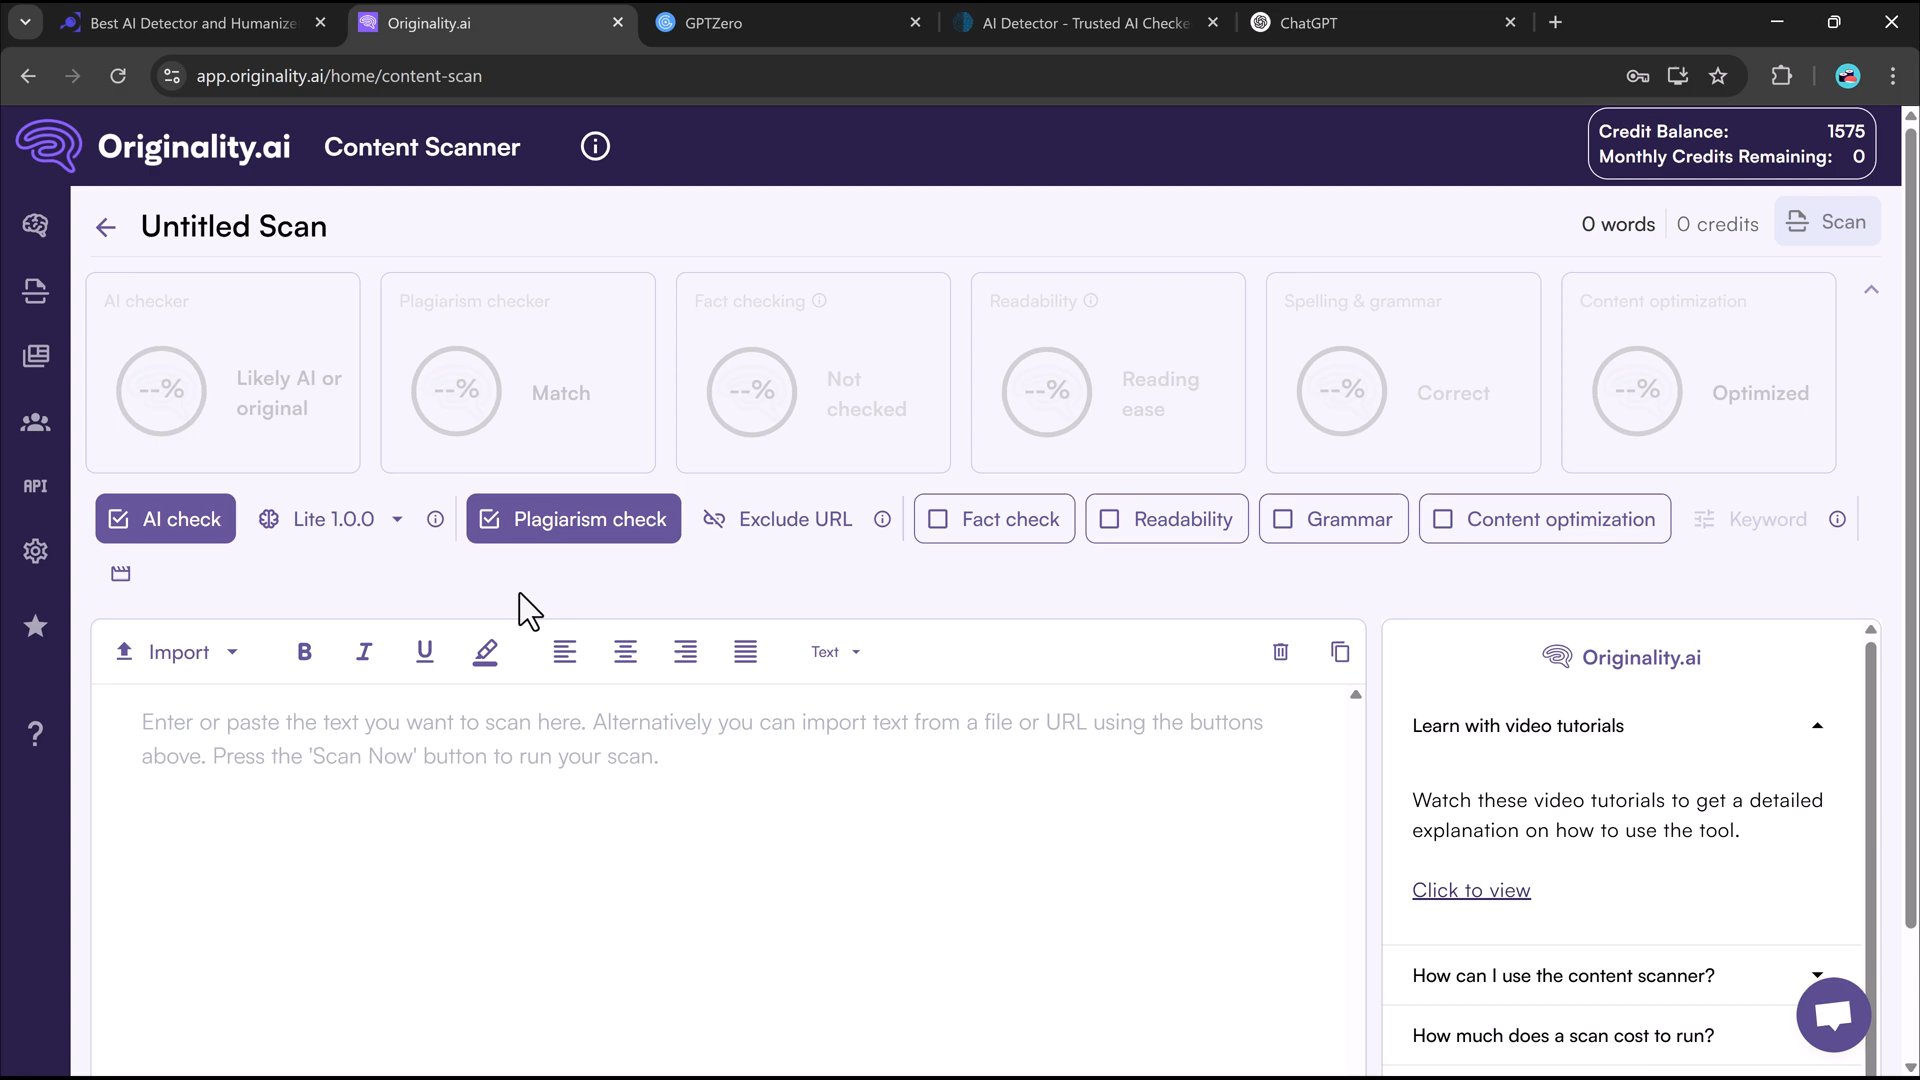 Best AI Detector and Humanize
Originality.ai
GPTZero
AI Detector - Trusted AI Checke
ChatGPT
app.originality.ai/home/content-scan
Originality.ai
Content Scanner
Credit Balance: 1575
Monthly Credits Remaining: 0
Untitled Scan
0 words
0 credits
Scan
AI checker
Plagiarism checker
Fact checking
Readability
Spelling & grammar
Content optimization
--%
Likely AI or
original
--%
Match
--%
Not
checked
--%
Reading
ease
--%
Correct
--%
Optimized
AI check
Lite 1.0.0
Plagiarism check
Exclude URL
Fact check
Readability
Grammar
Content optimization
Keyword
API
Import
B
I
U
Text
Enter or paste the text you want to scan here. Alternatively you can import text from a file or URL using the buttons
above. Press the 'Scan Now' button to run your scan.
Originality.ai
Learn with video tutorials
Watch these video tutorials to get a detailed
explanation on how to use the tool.
Click to view
How can I use the content scanner?
How much does a scan cost to run?